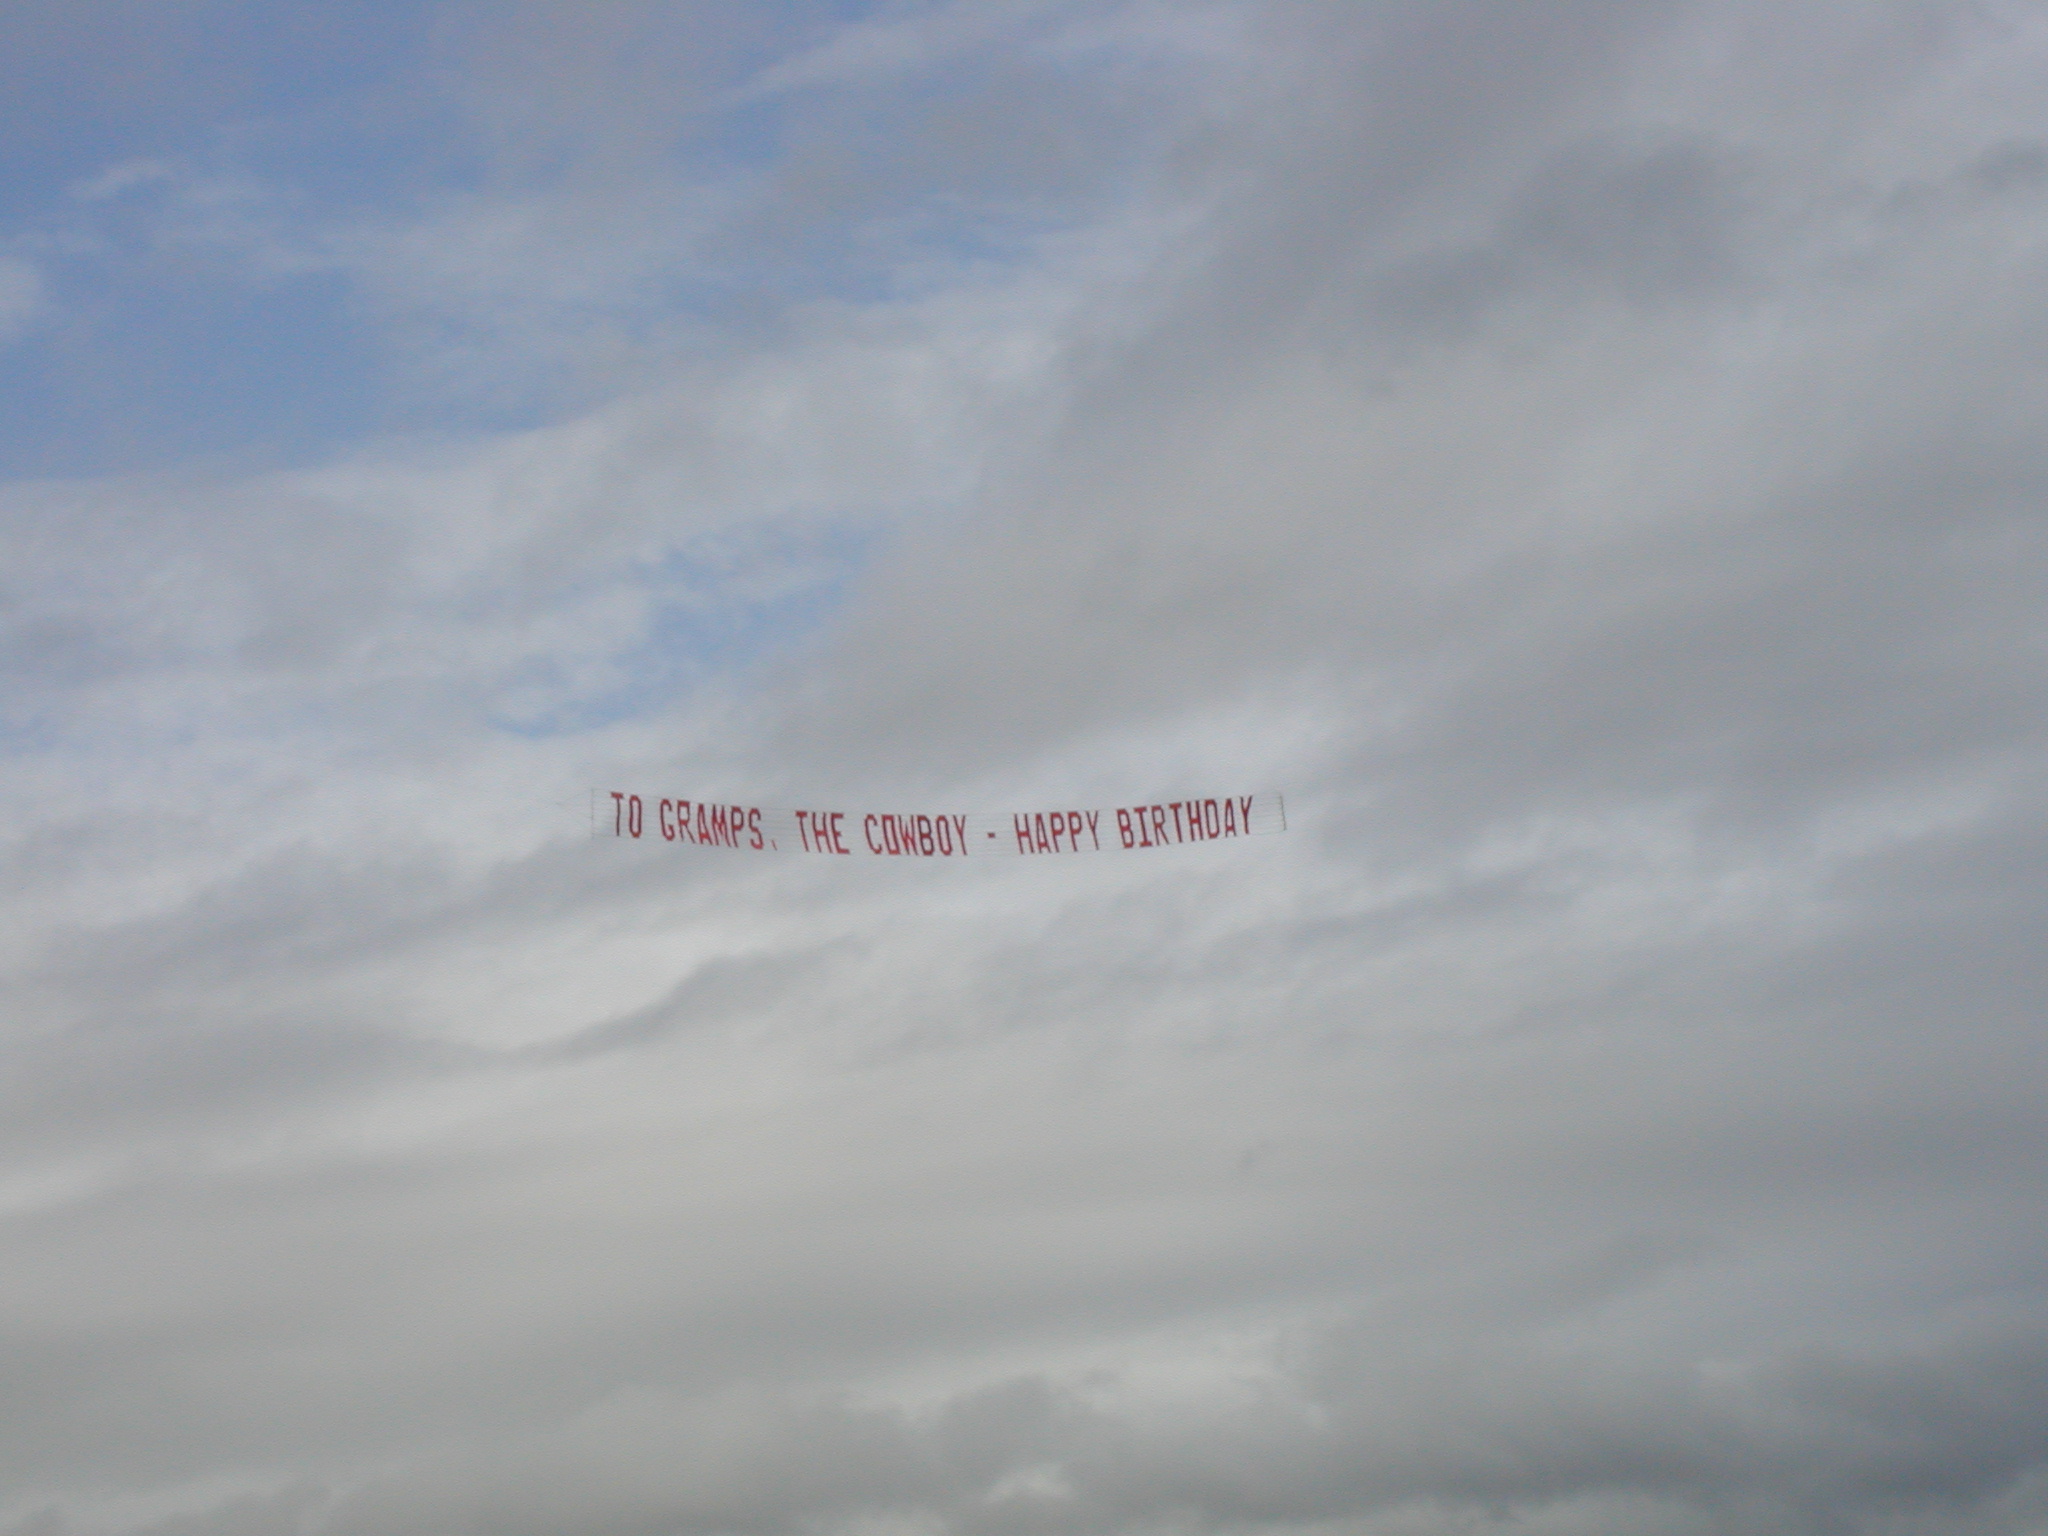 TO GRAMPS, THE COWBOY - HAPPY BIRTHDAY